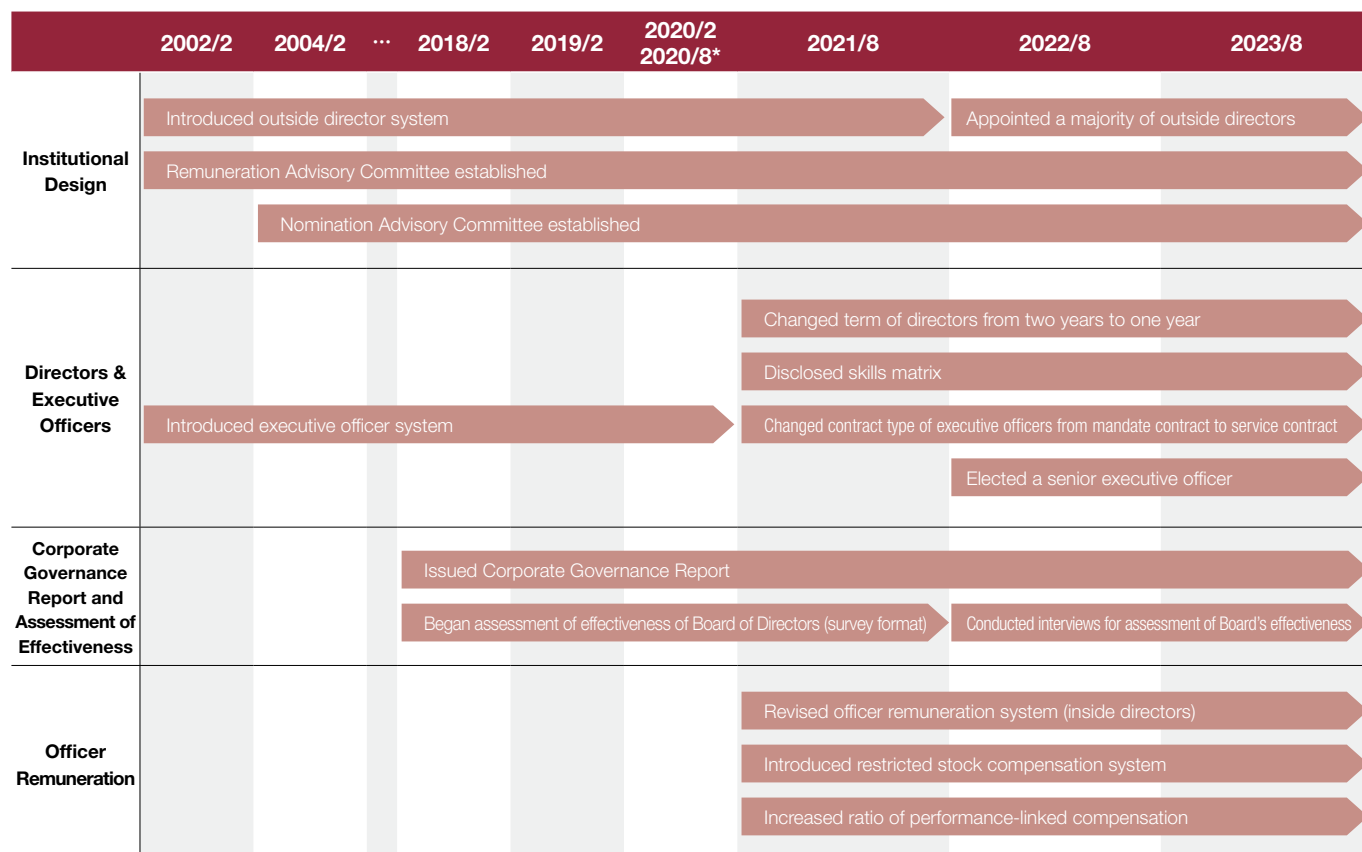 2002/2 2004/2 ... 2018/2 2019/2 2020/2 2020/8* 2021/8 2022/8 2023/8
Institutional
Design
Introduced outside director system
Appointed a majority of outside directors
Remuneration Advisory Committee established
Nomination Advisory Committee established
Directors &
Executive
Officers
Changed term of directors from two years to one year
Disclosed skills matrix
Introduced executive officer system
Changed contract type of executive officers from mandate contract to service contract
Elected a senior executive officer
Corporate
Governance
Report and
Assessment of
Effectiveness
Issued Corporate Governance Report
Began assessment of effectiveness of Board of Directors (survey format)
Conducted interviews for assessment of Board's effectiveness
Officer
Remuneration
Revised officer remuneration system (inside directors)
Introduced restricted stock compensation system
Increased ratio of performance-linked compensation